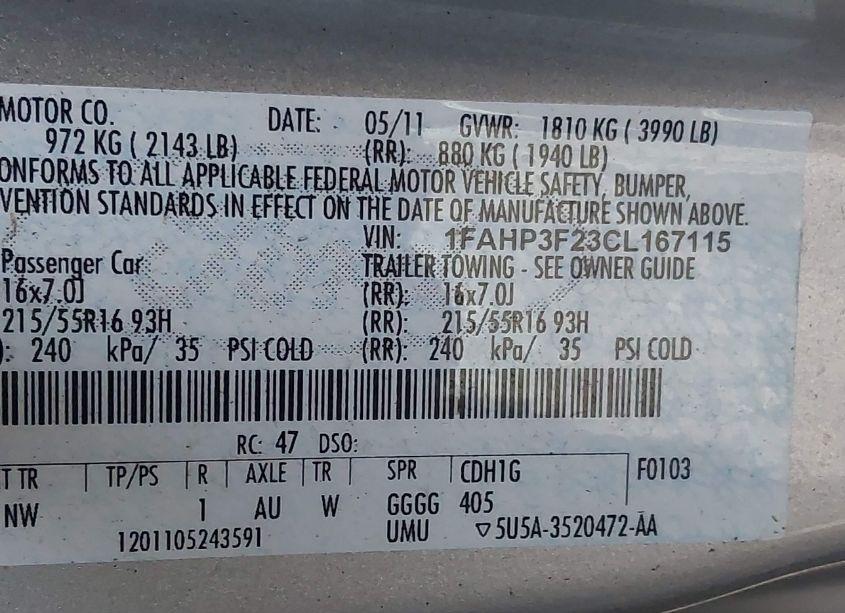 MOTOR CO. DATE: 05/11 GVWR: 1810 KG ( 3990 LB)
972 KG ( 2143 LB) (RR): 880 KG ( 1940 LB)
ONFORMS TO ALL APPLICABLE FEDERAL MOTOR VEHICLE SAFETY, BUMPER,
VENTION STANDARDS IN EFFECT ON THE DATE OF MANUFACTURE SHOWN ABOVE.
VIN: 1FAHP3F23CL167115
Passenger Car TRAILER TOWING - SEE OWNER GUIDE
16x7.0J (RR): 16x7.0J
215/55R16 93H (RR): 215/55R16 93H
): 240 kPa/ 35 PSI COLD (RR): 240 kPa/ 35 PSI COLD
RC: 47 DSO:
T TR | TP/PS | R | AXLE | TR | SPR CDH1G F0103
NW 1 AU W GGGG 405
1201105243591 UMU ▽5U5A-3520472-AA